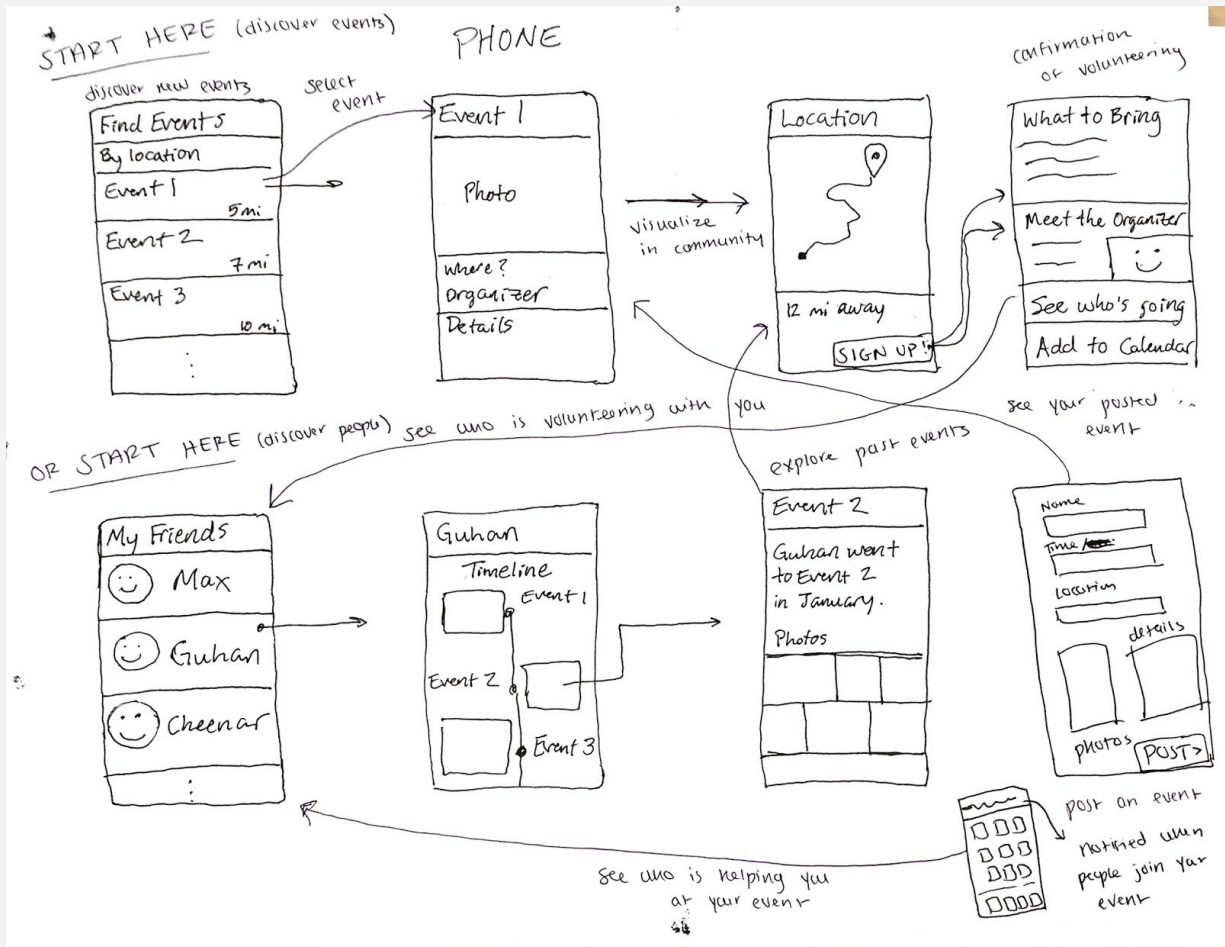 START HERE (discover events)
PHONE
discover new events
select
event
Find Events
By location
Event 1
5mi
Event 2
7 mi
Event 3
10 mi
Event 1
Photo
where?
organizer
Details
visualize
in community
Location
12 mi away
SIGN UP!
confirmation
of volunteering
What to Bring
Meet the Organizer
See who's going
Add to Calendar
OR START HERE (discover people)
see who is volunteering with you
My Friends
Max
Guhan
Cheenar
Guhan
Timeline
Event 1
Event 2
Event 3
explore past events
Event 2
Guhan went
to Event 2
in January.
Photos
see your posted
event
Name
Time/
Location
details
photos
POST>
post an event
notified when
people join your
event
see who is helping you
at your event